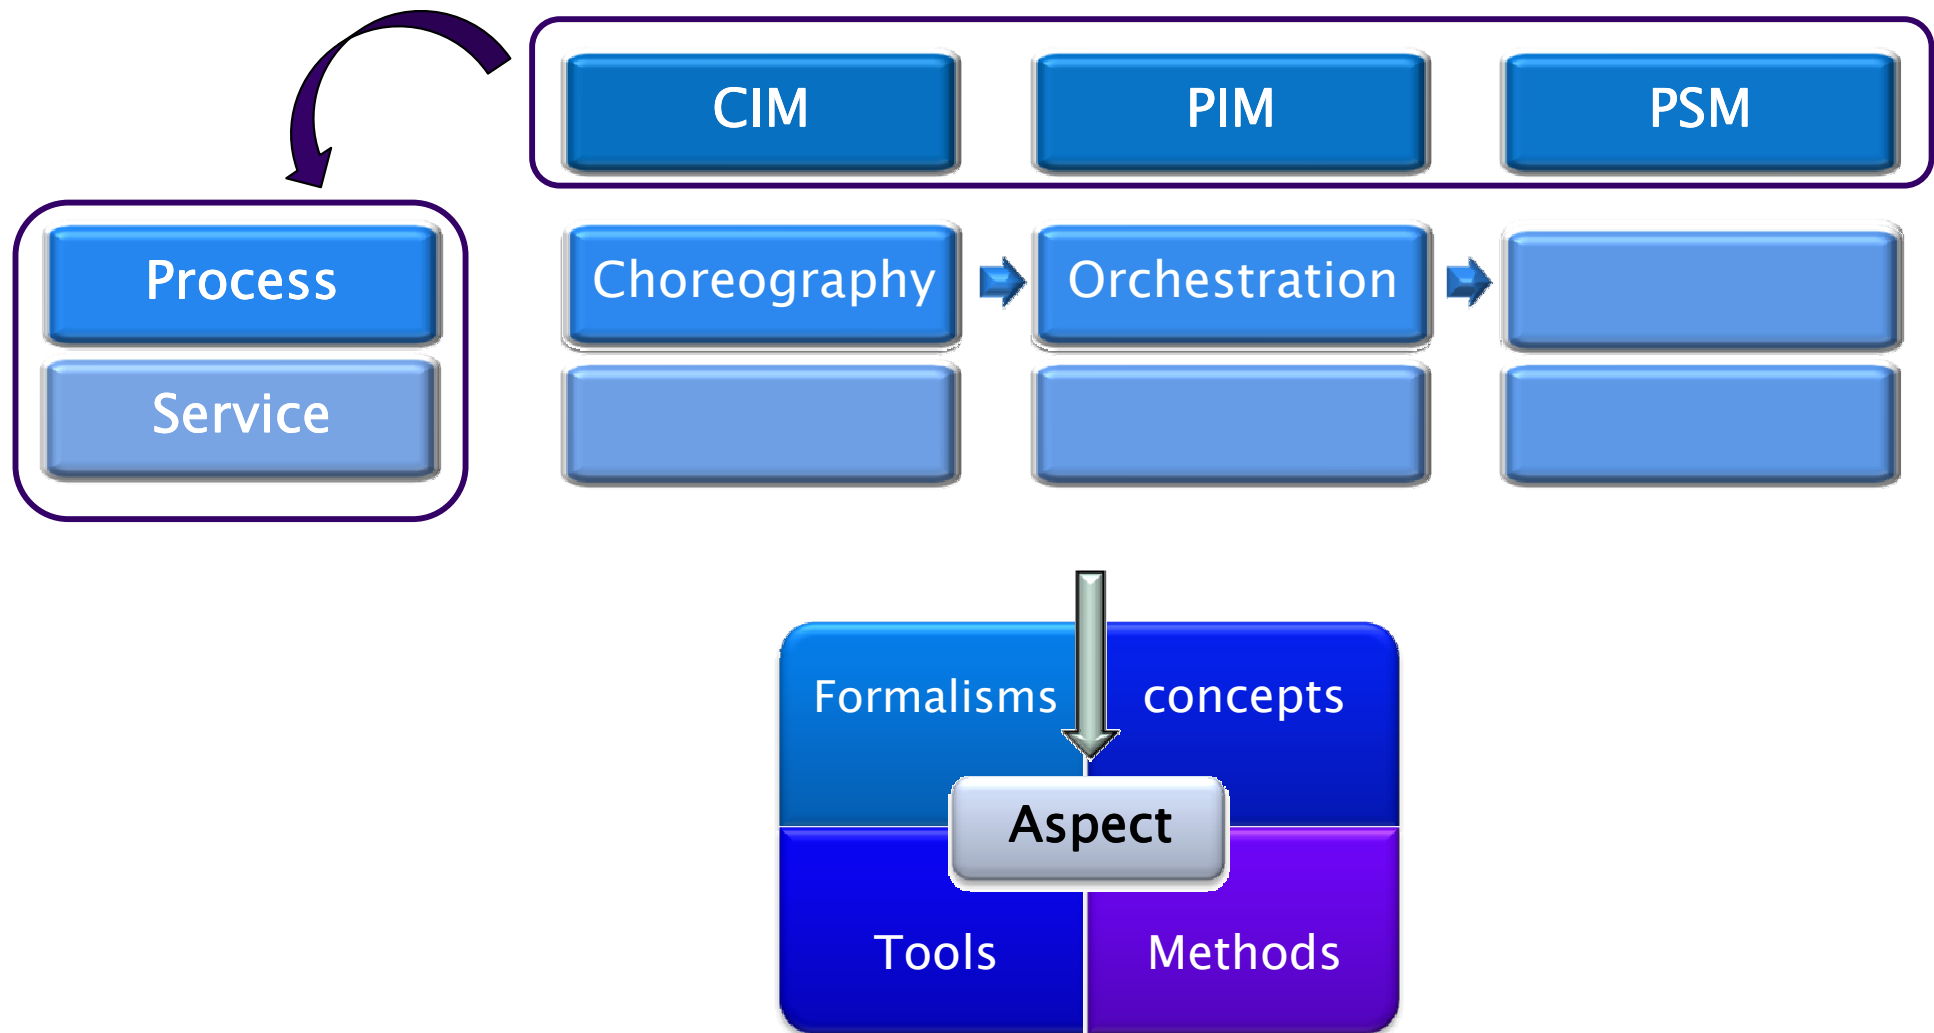 CIM
PIM
PSM
Process
Choreography
Orchestration
Service
Formalisms
concepts
Aspect
Tools
Methods